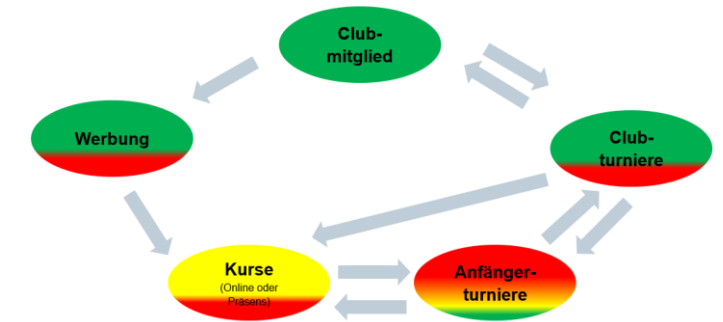 Club-
mitglied
Werbung
Club-
turniere
Kurse
(Online oder
Präsens)
Anfänger-
turniere